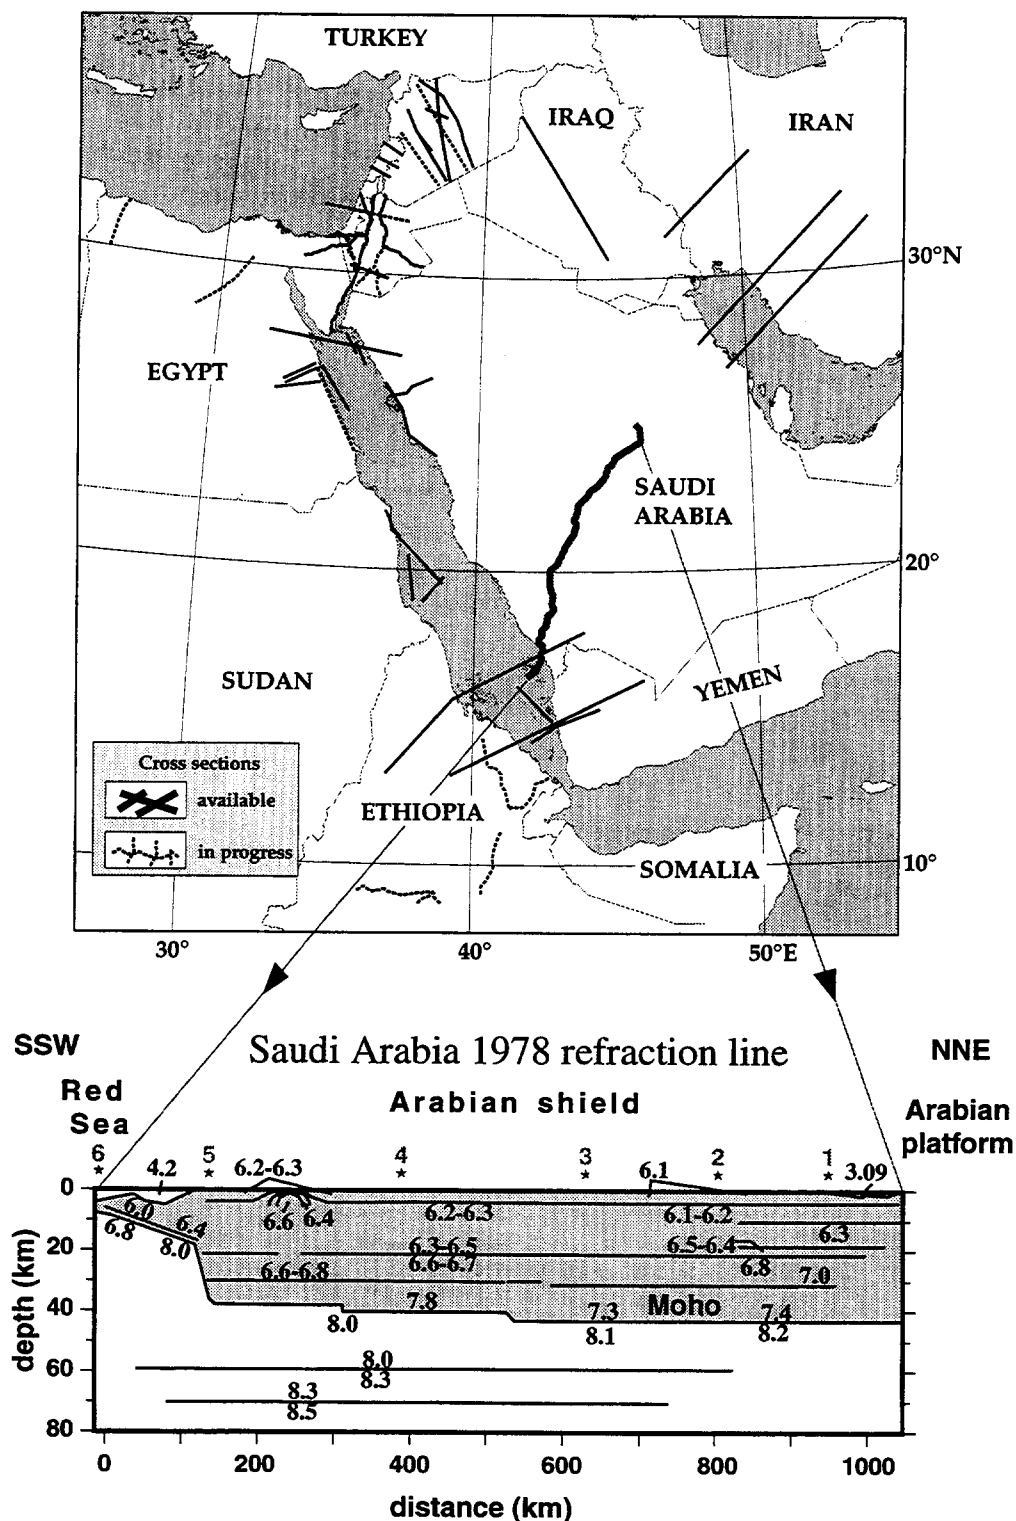 TURKEY
IRAQ
IRAN
30°N
EGYPT
SAUDI
ARABIA
20°
SUDAN
YEMEN
Cross sections
available
in progress
ETHIOPIA
SOMALIA
10°
30°
40°
50°E
SSW
Saudi Arabia 1978 refraction line
NNE
Red
Sea
Arabian shield
Arabian
platform
6 5 4 3 2 1
4.2 6.2-6.3 6.1 3.09
0
6.0 6.4 6.6 6.4 6.2-6.3 6.1-6.2 6.3
6.8 8.0
20
6.3-6.5 6.5-6.4
6.6-6.8 6.6-6.7 6.8 7.0
40
7.8 7.3 Moho 7.4
8.0 8.1 8.2
60
8.0
8.3
8.3
8.5
80
depth (km)
0 200 400 600 800 1000
distance (km)